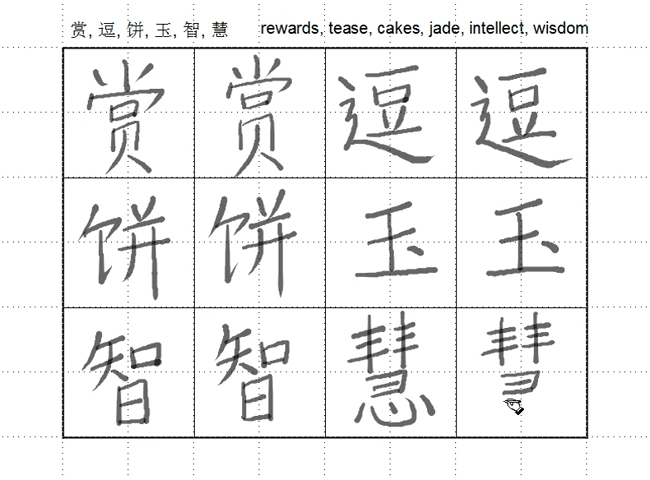 赏, 逗, 饼, 玉, 智, 慧 rewards, tease, cakes, jade, intellect, wisdom
赏 赏 逗 逗
饼 饼 玉 玉
智 智 慧 彗